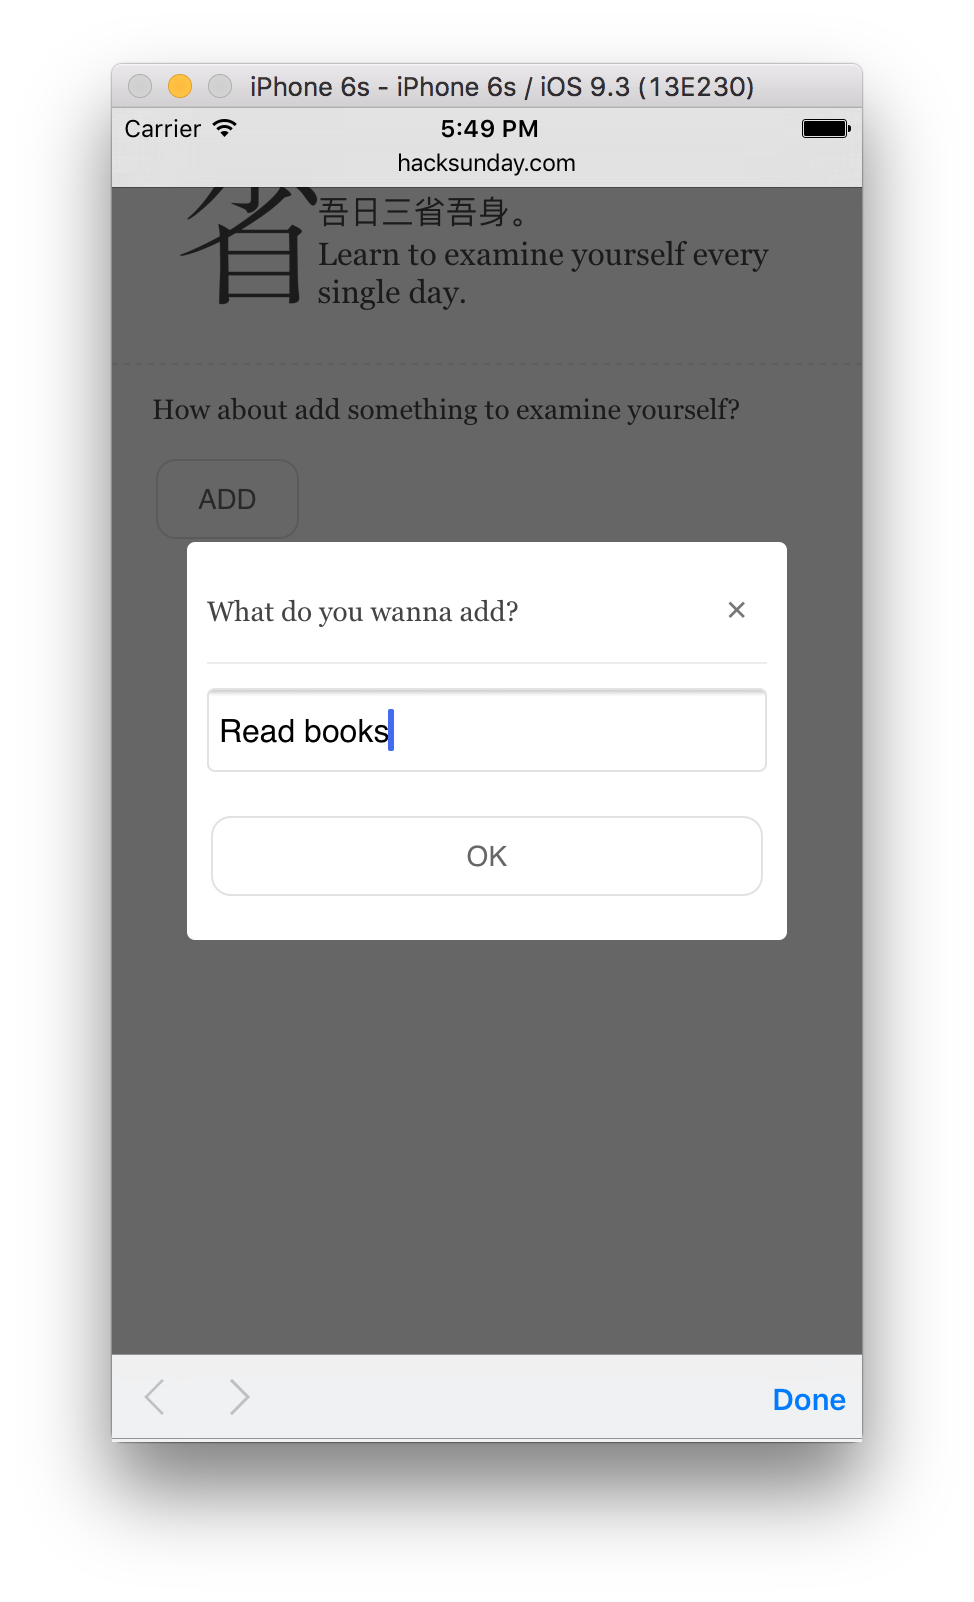 iPhone 6s - iPhone 6s / iOS 9.3 (13E230)
Carrier 5:49 PM
hacksunday.com
省
吾日三省吾身。
Learn to examine yourself every
single day.
How about add something to examine yourself?
ADD
What do you wanna add? ×
Read books
OK
Done